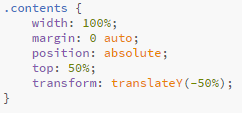 .contents {
    width: 100%;
    margin: 0 auto;
    position: absolute;
    top: 50%;
    transform: translateY(-50%);
}